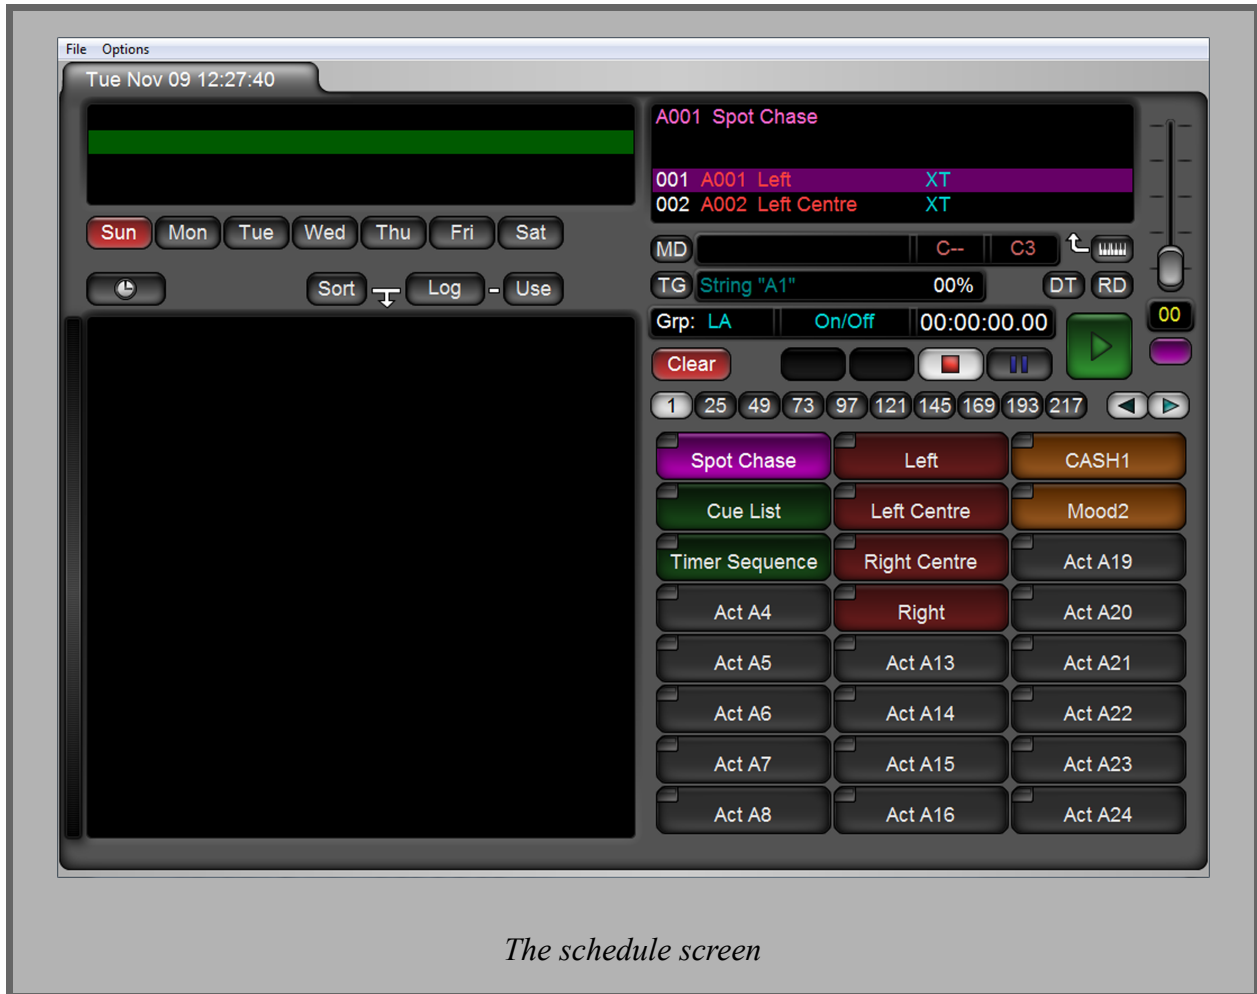 File Options
Tue Nov 09 12:27:40
A001 Spot Chase
001 A001 Left XT
002 A002 Left Centre XT
Sun Mon Tue Wed Thu Fri Sat
MD C-- C3
Sort Log - Use
TG String "A1" 00% DT RD
Grp: LA On/Off 00:00:00.00
00
Clear
1 25 49 73 97 121 145 169 193 217
Spot Chase Left CASH1
Cue List Left Centre Mood2
Timer Sequence Right Centre Act A19
Act A4 Right Act A20
Act A5 Act A13 Act A21
Act A6 Act A14 Act A22
Act A7 Act A15 Act A23
Act A8 Act A16 Act A24
The schedule screen